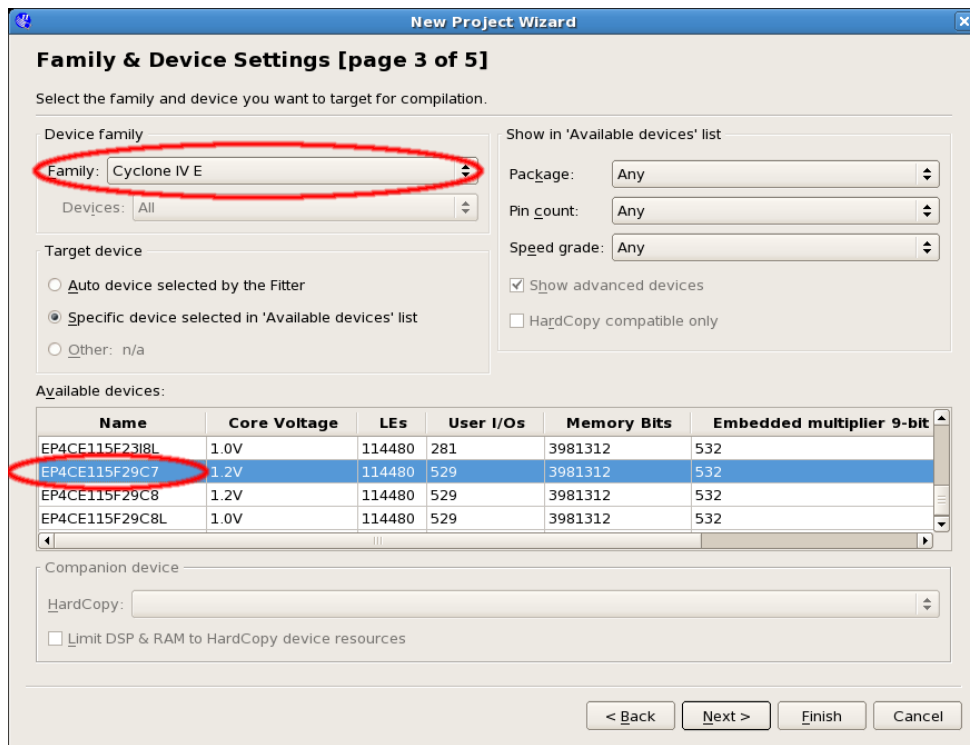 New Project Wizard
Family & Device Settings [page 3 of 5]
Select the family and device you want to target for compilation.
Device family
Family: Cyclone IV E
Devices: All
Show in 'Available devices' list
Package: Any
Pin count: Any
Speed grade: Any
Show advanced devices
HardCopy compatible only
Target device
Auto device selected by the Fitter
Specific device selected in 'Available devices' list
Other: n/a
Available devices:
Name Core Voltage LEs User I/Os Memory Bits Embedded multiplier 9-bit
EP4CE115F23I8L 1.0V 114480 281 3981312 532
EP4CE115F29C7 1.2V 114480 529 3981312 532
EP4CE115F29C8 1.2V 114480 529 3981312 532
EP4CE115F29C8L 1.0V 114480 529 3981312 532
Companion device
HardCopy:
Limit DSP & RAM to HardCopy device resources
< Back Next > Finish Cancel